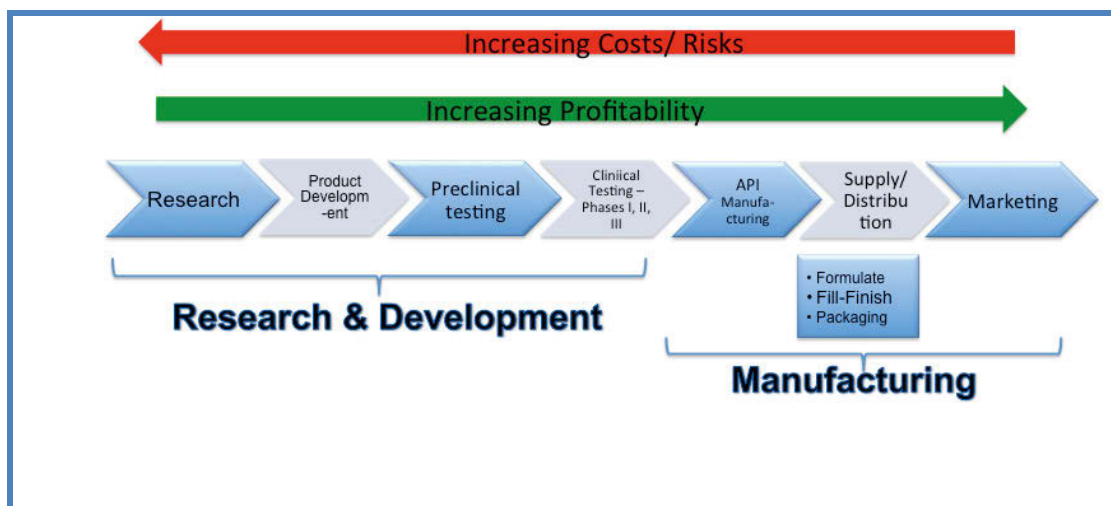 Increasing Costs/ Risks
Increasing Profitability
Research
Product
Developm
-ent
Preclinical
testing
Cliniical
Testing –
Phases I, II,
III
API
Manufa-
cturing
Supply/
Distribu
tion
Marketing
• Formulate
• Fill-Finish
• Packaging
Research & Development
Manufacturing